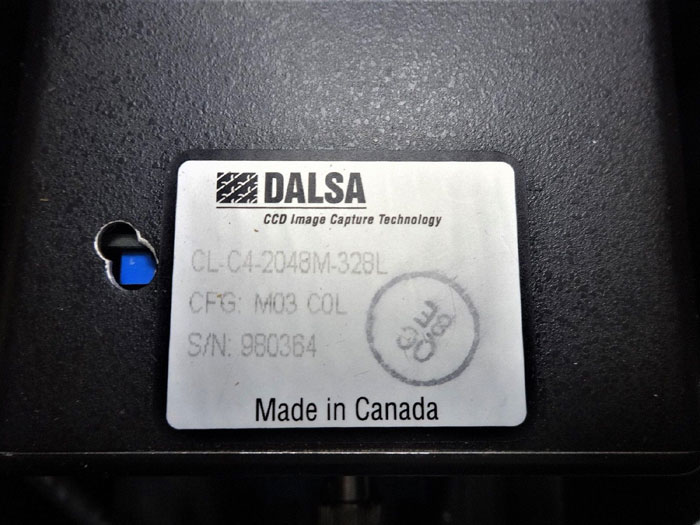 DALSA
CCD Image Capture Technology
CL-C4-2048M-328L
CFG: M03 C0L
S/N: 980364
Made in Canada